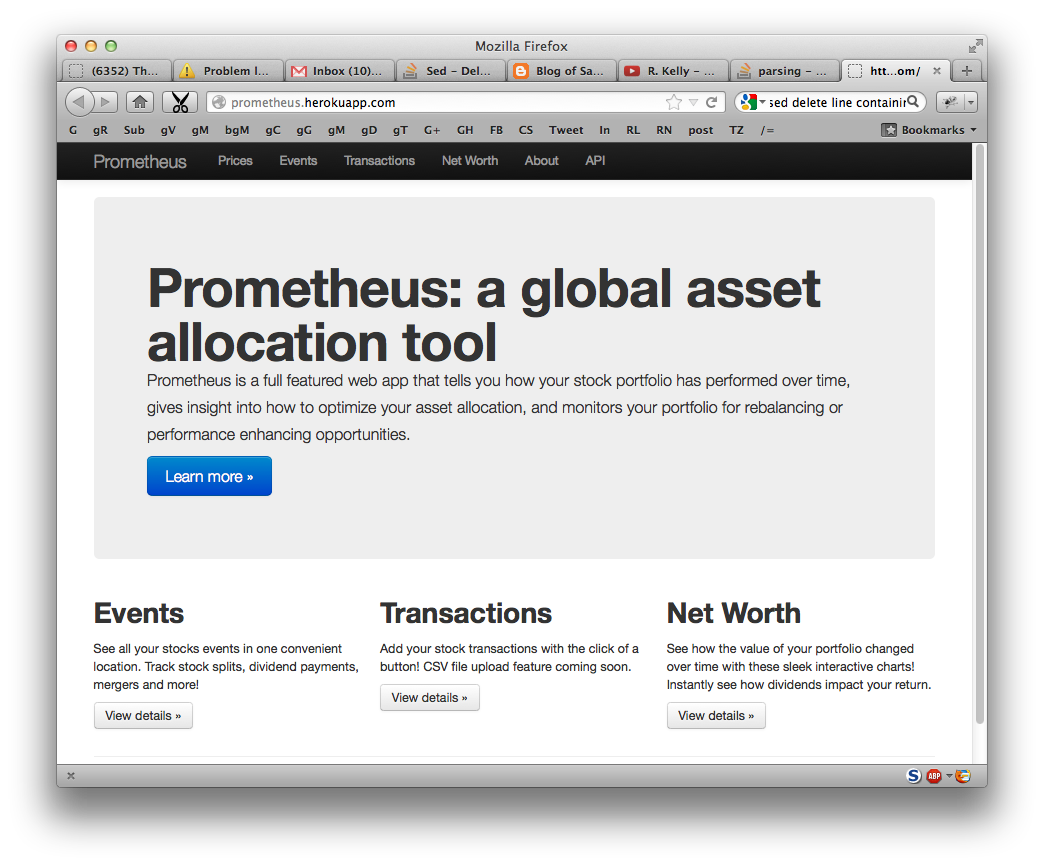 Mozilla Firefox
(6352) Th... Problem l... Inbox (10)... Sed – Del... Blog of Sa... R. Kelly – ... parsing – ... htt...om/
prometheus.herokuapp.com sed delete line containir
G gR Sub gV gM bgM gC gG gM gD gT G+ GH FB CS Tweet In RL RN post TZ /= Bookmarks
Prometheus Prices Events Transactions Net Worth About API
Prometheus: a global asset
allocation tool
Prometheus is a full featured web app that tells you how your stock portfolio has performed over time,
gives insight into how to optimize your asset allocation, and monitors your portfolio for rebalancing or
performance enhancing opportunities.
Learn more »
Events
See all your stocks events in one convenient
location. Track stock splits, dividend payments,
mergers and more!
View details »
Transactions
Add your stock transactions with the click of a
button! CSV file upload feature coming soon.
View details »
Net Worth
See how the value of your portfolio changed
over time with these sleek interactive charts!
Instantly see how dividends impact your return.
View details »
S ABP